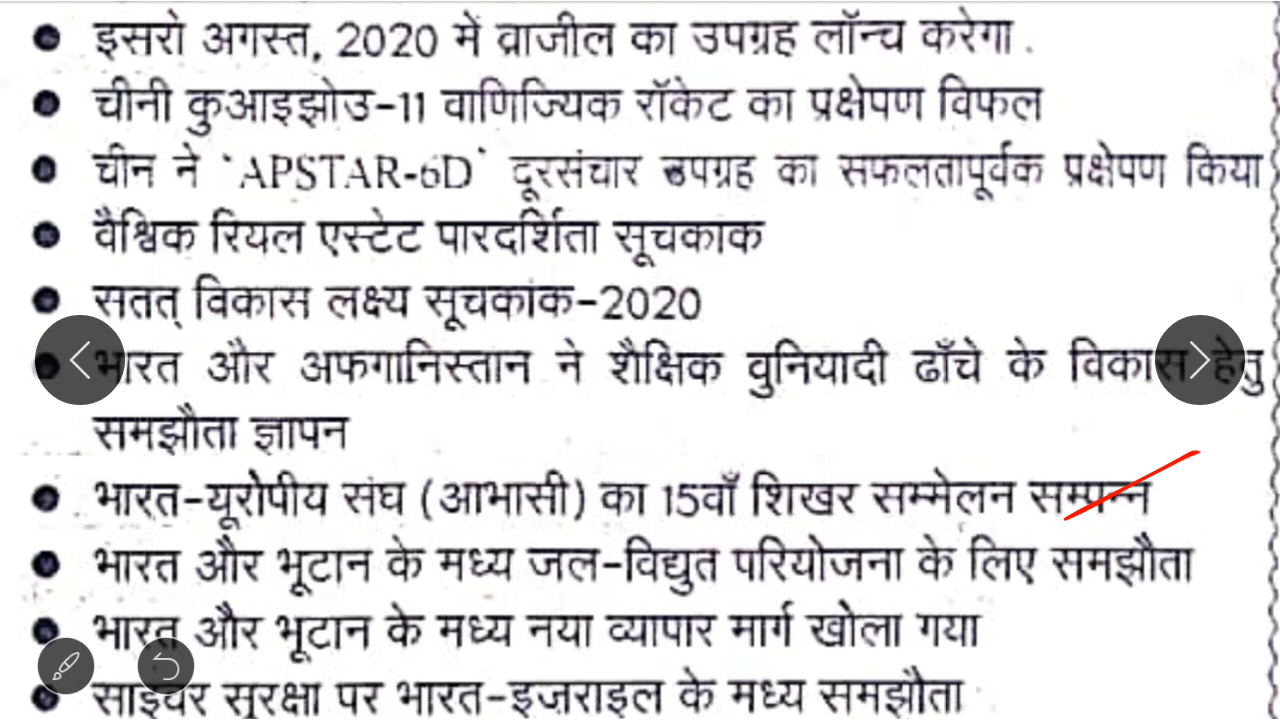 ● इसरो अगस्त, 2020 में ब्राजील का उपग्रह लॉन्च करेगा .
● चीनी कुआइझोउ-11 वाणिज्यिक रॉकेट का प्रक्षेपण विफल
● चीन ने 'APSTAR-6D' दूरसंचार उपग्रह का सफलतापूर्वक प्रक्षेपण किया
● वैश्विक रियल एस्टेट पारदर्शिता सूचकांक
● सतत् विकास लक्ष्य सूचकांक-2020
● भारत और अफगानिस्तान ने शैक्षिक बुनियादी ढाँचे के विकास हेतु
समझौता ज्ञापन
● भारत-यूरोपीय संघ (आभासी) का 15वाँ शिखर सम्मेलन सम्पन्न
● भारत और भूटान के मध्य जल-विद्युत परियोजना के लिए समझौता
● भारत और भूटान के मध्य नया व्यापार मार्ग खोला गया
● साइबर सुरक्षा पर भारत-इजराइल के मध्य समझौता